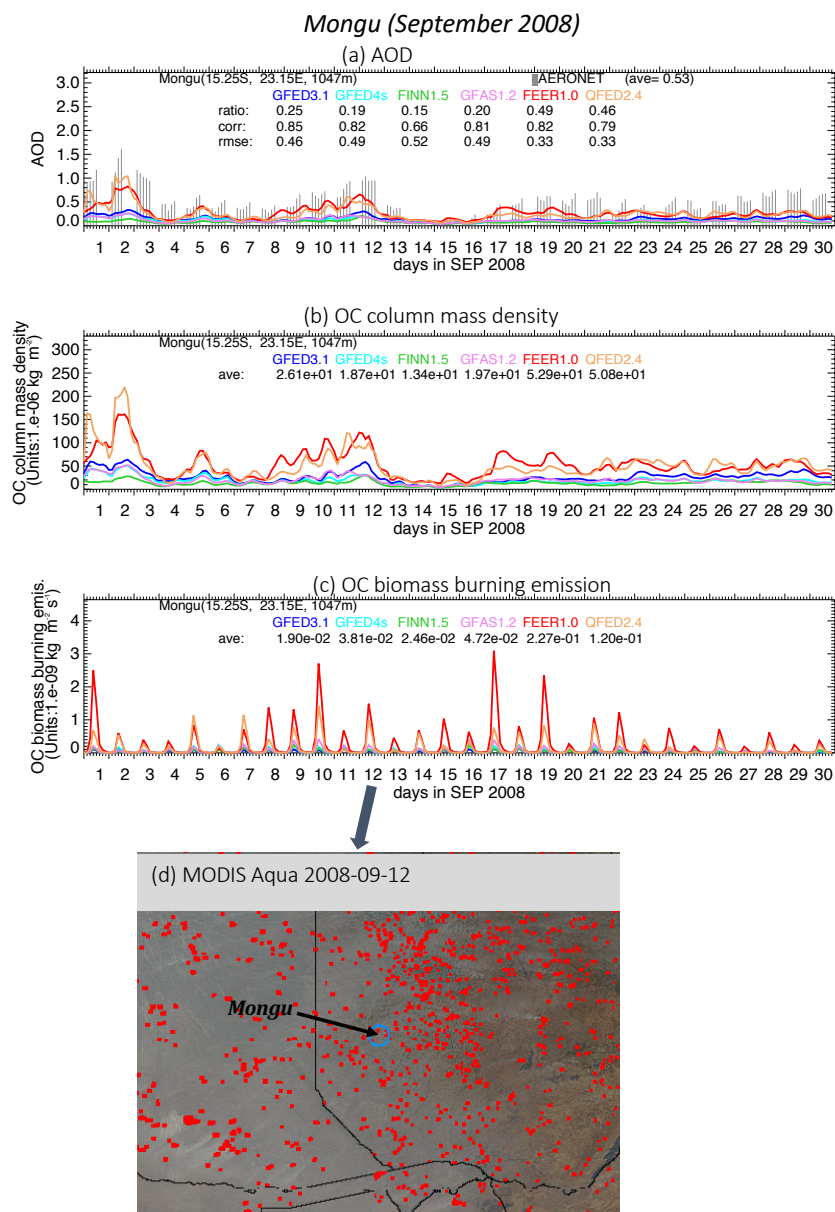 Mongu (September 2008)
(a) AOD
Mongu(15.25S, 23.15E, 1047m) AERONET (ave= 0.53)
GFED3.1 GFED4s FINN1.5 GFAS1.2 FEER1.0 QFED2.4
ratio: 0.25 0.19 0.15 0.20 0.49 0.46
corr: 0.85 0.82 0.66 0.81 0.82 0.79
rmse: 0.46 0.49 0.52 0.49 0.33 0.33
AOD
3.0
2.5
2.0
1.5
1.0
0.5
0.0
1 2 3 4 5 6 7 8 9 10 11 12 13 14 15 16 17 18 19 20 21 22 23 24 25 26 27 28 29 30
days in SEP 2008
(b) OC column mass density
Mongu(15.25S, 23.15E, 1047m)
GFED3.1 GFED4s FINN1.5 GFAS1.2 FEER1.0 QFED2.4
ave: 2.61e+01 1.87e+01 1.34e+01 1.97e+01 5.29e+01 5.08e+01
OC column mass density
(Units:1.e-06 kg m⁻²)
300
250
200
150
100
50
0
1 2 3 4 5 6 7 8 9 10 11 12 13 14 15 16 17 18 19 20 21 22 23 24 25 26 27 28 29 30
days in SEP 2008
(c) OC biomass burning emission
Mongu(15.25S, 23.15E, 1047m)
GFED3.1 GFED4s FINN1.5 GFAS1.2 FEER1.0 QFED2.4
ave: 1.90e-02 3.81e-02 2.46e-02 4.72e-02 2.27e-01 1.20e-01
OC biomass burning emis.
(Units:1.e-09 kg m⁻² s⁻¹)
4
3
2
1
0
1 2 3 4 5 6 7 8 9 10 11 12 13 14 15 16 17 18 19 20 21 22 23 24 25 26 27 28 29 30
days in SEP 2008
(d) MODIS Aqua 2008-09-12
Mongu